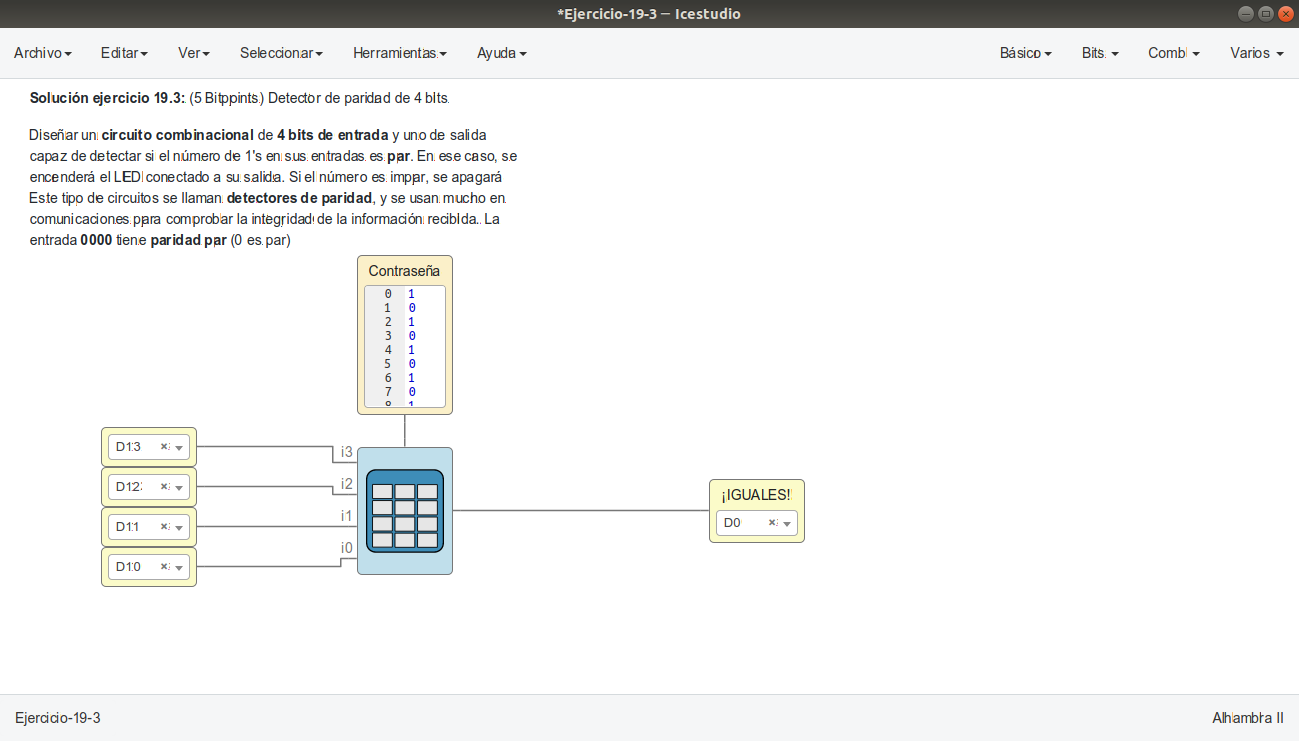 *Ejercicio-19-3 — Icestudio
Archivo Editar Ver Seleccionar Herramientas Ayuda Básico Bits Comb Varios
Solución ejercicio 19.3: (5 Bitppints) Detector de paridad de 4 bits.
Diseñar un circuito combinacional de 4 bits de entrada y uno de salida
capaz de detectar si el número de 1's en sus entradas es par. En ese caso, se
encenderá el LED conectado a su salida. Si el número es impar, se apagará
Este tipo de circuitos se llaman detectores de paridad, y se usan mucho en
comunicaciones para comprobar la integridad de la información recibida. La
entrada 0000 tiene paridad par (0 es par)
Contraseña
0 1
1 0
2 1
3 0
4 1
5 0
6 1
7 0
8 1
D13
i3
D12
i2
D11
i1
D10
i0
¡IGUALES!
D0
Ejercicio-19-3
Alhambra II